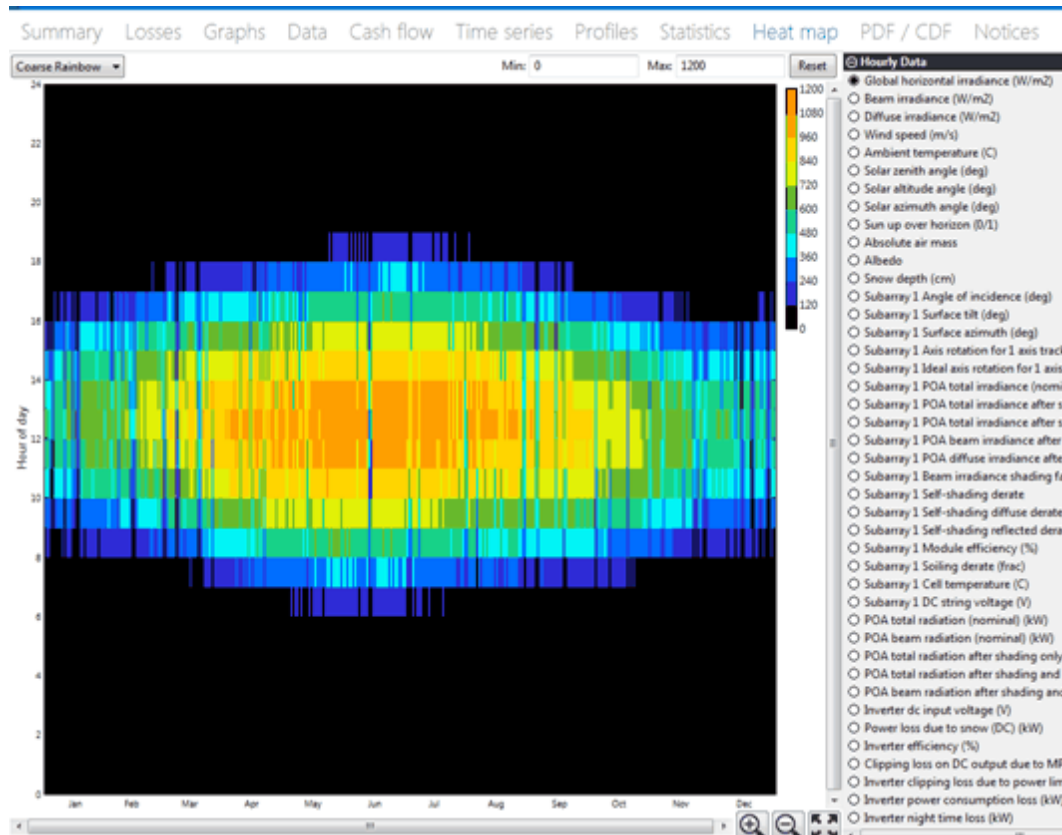 Summary Losses Graphs Data Cash flow Time series Profiles Statistics Heat map PDF / CDF Notices
Coarse Rainbow Min: 0 Max: 1200 Reset
Hourly Data
Global horizontal irradiance (W/m2)
Beam irradiance (W/m2)
Diffuse irradiance (W/m2)
Wind speed (m/s)
Ambient temperature (C)
Solar zenith angle (deg)
Solar altitude angle (deg)
Solar azimuth angle (deg)
Sun up over horizon (0/1)
Absolute air mass
Albedo
Snow depth (cm)
Subarray 1 Angle of incidence (deg)
Subarray 1 Surface tilt (deg)
Subarray 1 Surface azimuth (deg)
Subarray 1 Axis rotation for 1 axis track
Subarray 1 Ideal axis rotation for 1 axis
Subarray 1 POA total irradiance (nomi
Subarray 1 POA total irradiance after s
Subarray 1 POA total irradiance after s
Subarray 1 POA beam irradiance after
Subarray 1 POA diffuse irradiance afte
Subarray 1 Beam irradiance shading fa
Subarray 1 Self-shading derate
Subarray 1 Self-shading diffuse derate
Subarray 1 Self-shading reflected dera
Subarray 1 Module efficiency (%)
Subarray 1 Soiling derate (frac)
Subarray 1 Cell temperature (C)
Subarray 1 DC string voltage (V)
POA total radiation (nominal) (kW)
POA beam radiation (nominal) (kW)
POA total radiation after shading only
POA total radiation after shading and
POA beam radiation after shading and
Inverter dc input voltage (V)
Power loss due to snow (DC) (kW)
Inverter efficiency (%)
Clipping loss on DC output due to MP
Inverter clipping loss due to power lim
Inverter power consumption loss (kW)
Inverter night time loss (kW)
1200
1080
960
840
720
600
480
360
240
120
0
Hour of day
24
22
20
18
16
14
12
10
8
6
4
2
0
Jan Feb Mar Apr May Jun Jul Aug Sep Oct Nov Dec